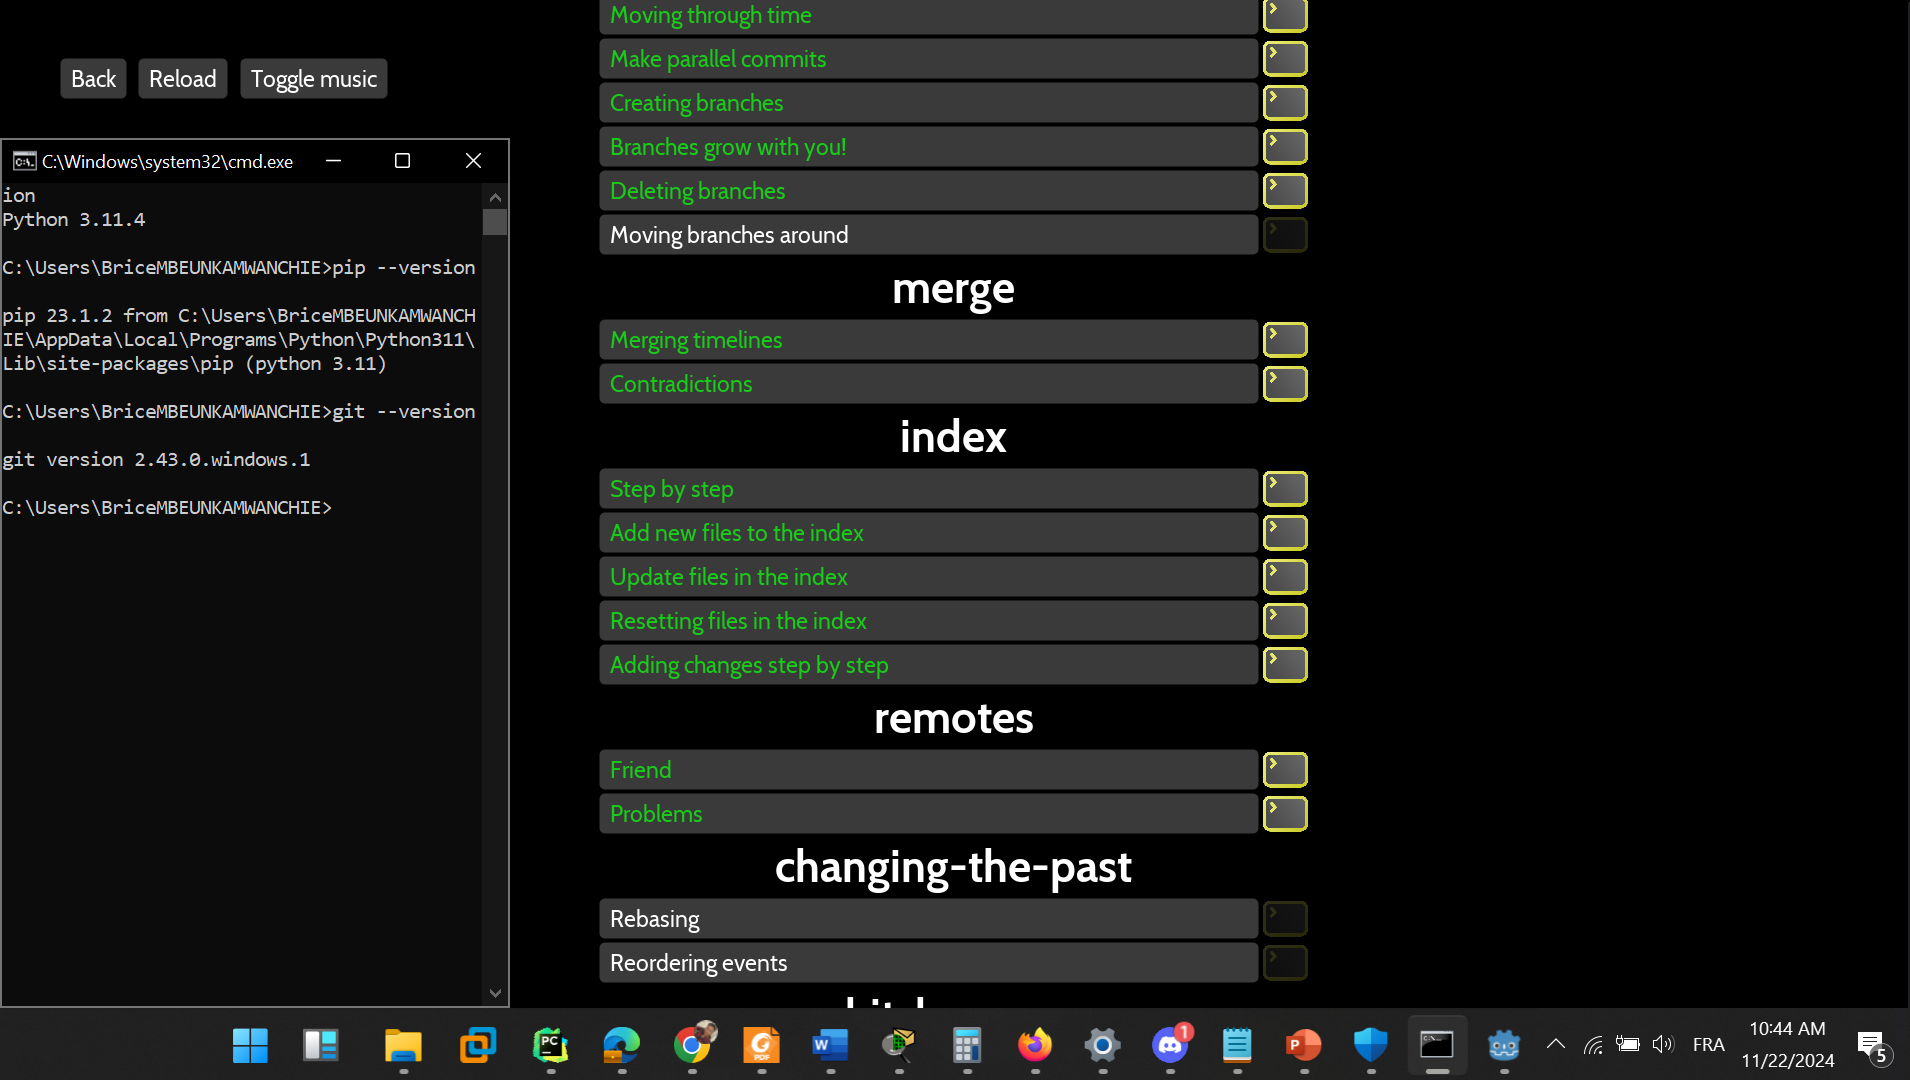 Back
Reload
Toggle music
C:\Windows\system32\cmd.exe
ion
Python 3.11.4
C:\Users\BriceMBEUNKAMWANCHIE>pip --version
pip 23.1.2 from C:\Users\BriceMBEUNKAMWANCH
IE\AppData\Local\Programs\Python\Python311\
Lib\site-packages\pip (python 3.11)
C:\Users\BriceMBEUNKAMWANCHIE>git --version
git version 2.43.0.windows.1
C:\Users\BriceMBEUNKAMWANCHIE>
Moving through time
Make parallel commits
Creating branches
Branches grow with you!
Deleting branches
Moving branches around
merge
Merging timelines
Contradictions
index
Step by step
Add new files to the index
Update files in the index
Resetting files in the index
Adding changes step by step
remotes
Friend
Problems
changing-the-past
Rebasing
Reordering events
PC
PDF
W
1
P
FRA
10:44 AM
11/22/2024
5